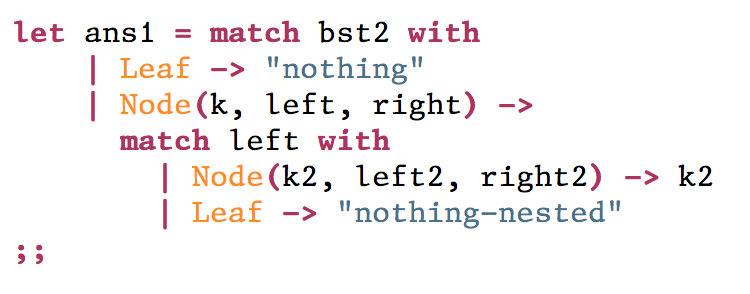 let ans1 = match bst2 with
| Leaf -> "nothing"
| Node(k, left, right) ->
match left with
| Node(k2, left2, right2) -> k2
| Leaf -> "nothing-nested"
;;